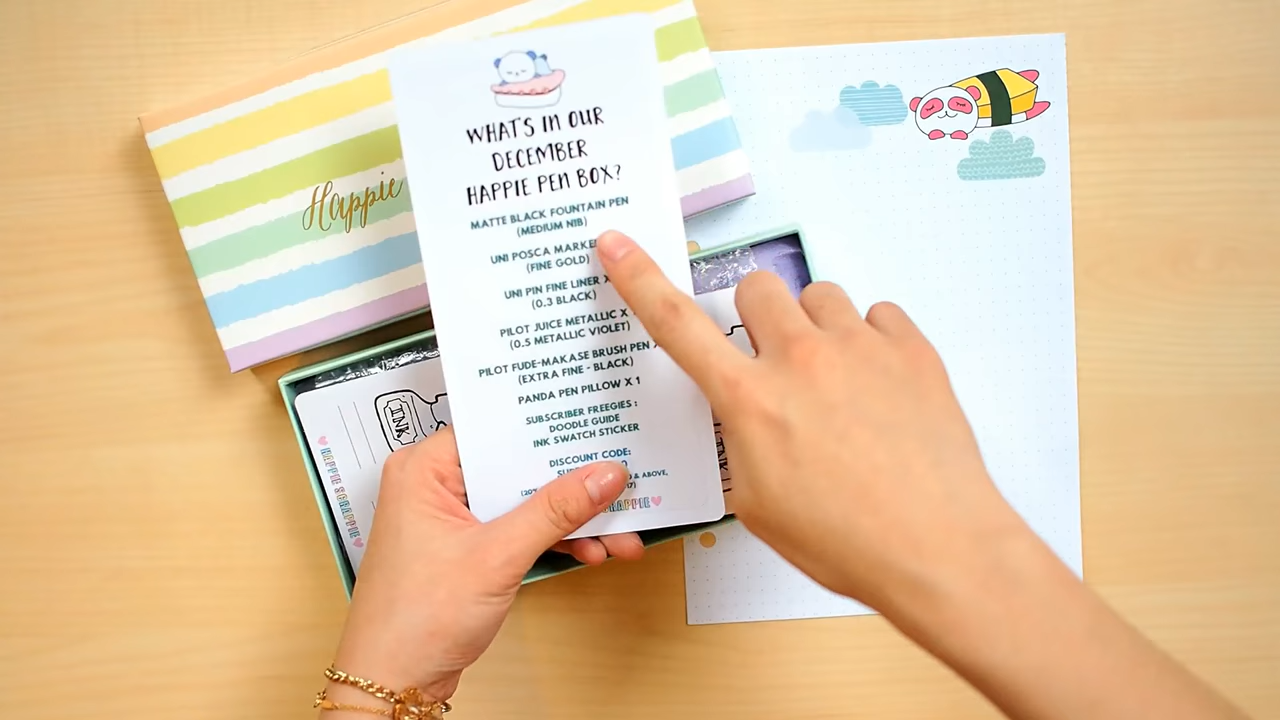 Happie
WHAT'S IN OUR
DECEMBER
HAPPIE PEN BOX?
MATTE BLACK FOUNTAIN PEN
(MEDIUM NIB)
UNI POSCA
(FINE GOLD)
UNI PIN FINE LINER
(0.3 BLACK)
PILOT JUICE METALLIC X
(0.5 METALLIC VIOLET)
PILOT FUDE-MAKASE BRUSH PEN
(EXTRA FINE - BLACK)
PANDA PEN PILLOW X 1
SUBSCRIBER FREEGIES :
DOODLE GUIDE
INK SWATCH STICKER
DISCOUNT CODE:
& ABOVE,
INK
HAPPIE SCRAPPIE